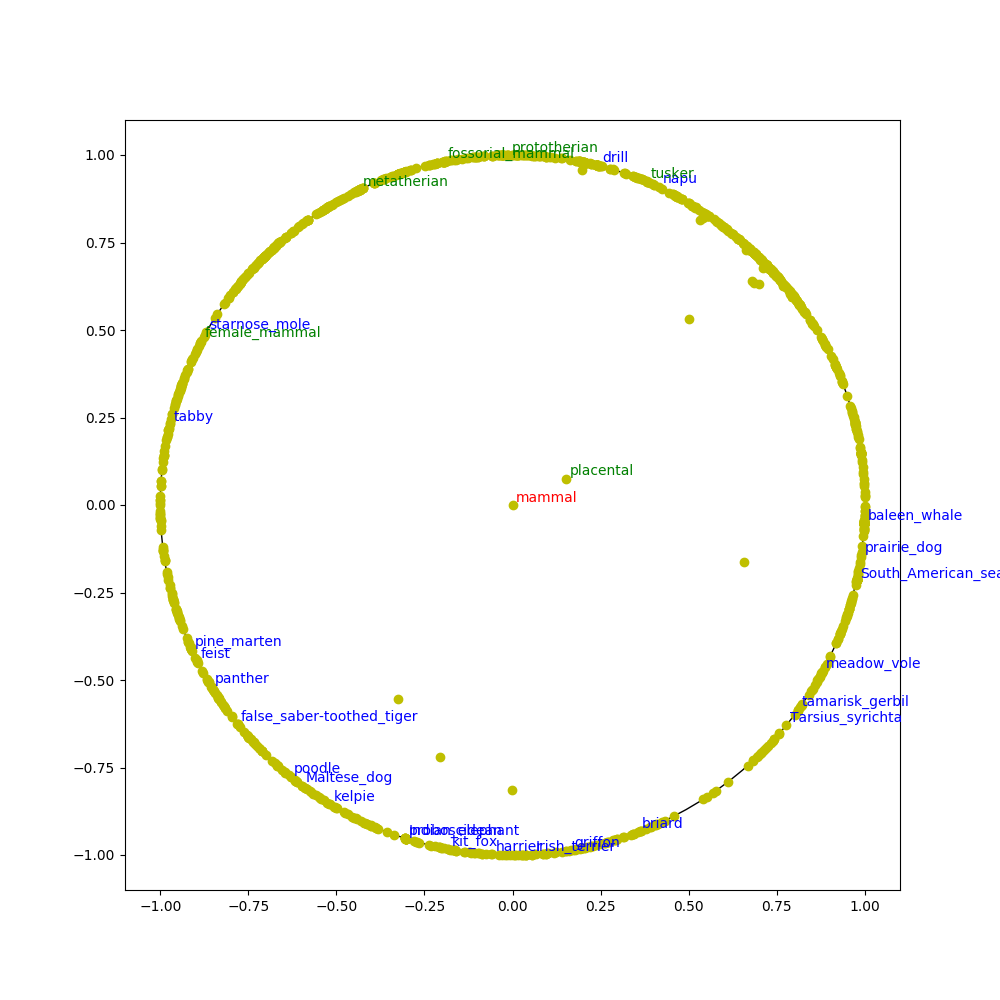 1.00
0.75
0.50
0.25
0.00
−0.25
−0.50
−0.75
−1.00
prototherian
fossorial_mammal
drill
tusker
napu
metatherian
starnose_mole
female_mammal
tabby
placental
mammal
baleen_whale
prairie_dog
South_American_sea
pine_marten
feist
meadow_vole
panther
tamarisk_gerbil
false_saber-toothed_tiger
Tarsius_syrichta
poodle
Maltese_dog
kelpie
briard
kit_fox
griffon
harrier
Irish_terrier
−1.00 −0.75 −0.50 −0.25 0.00 0.25 0.50 0.75 1.00